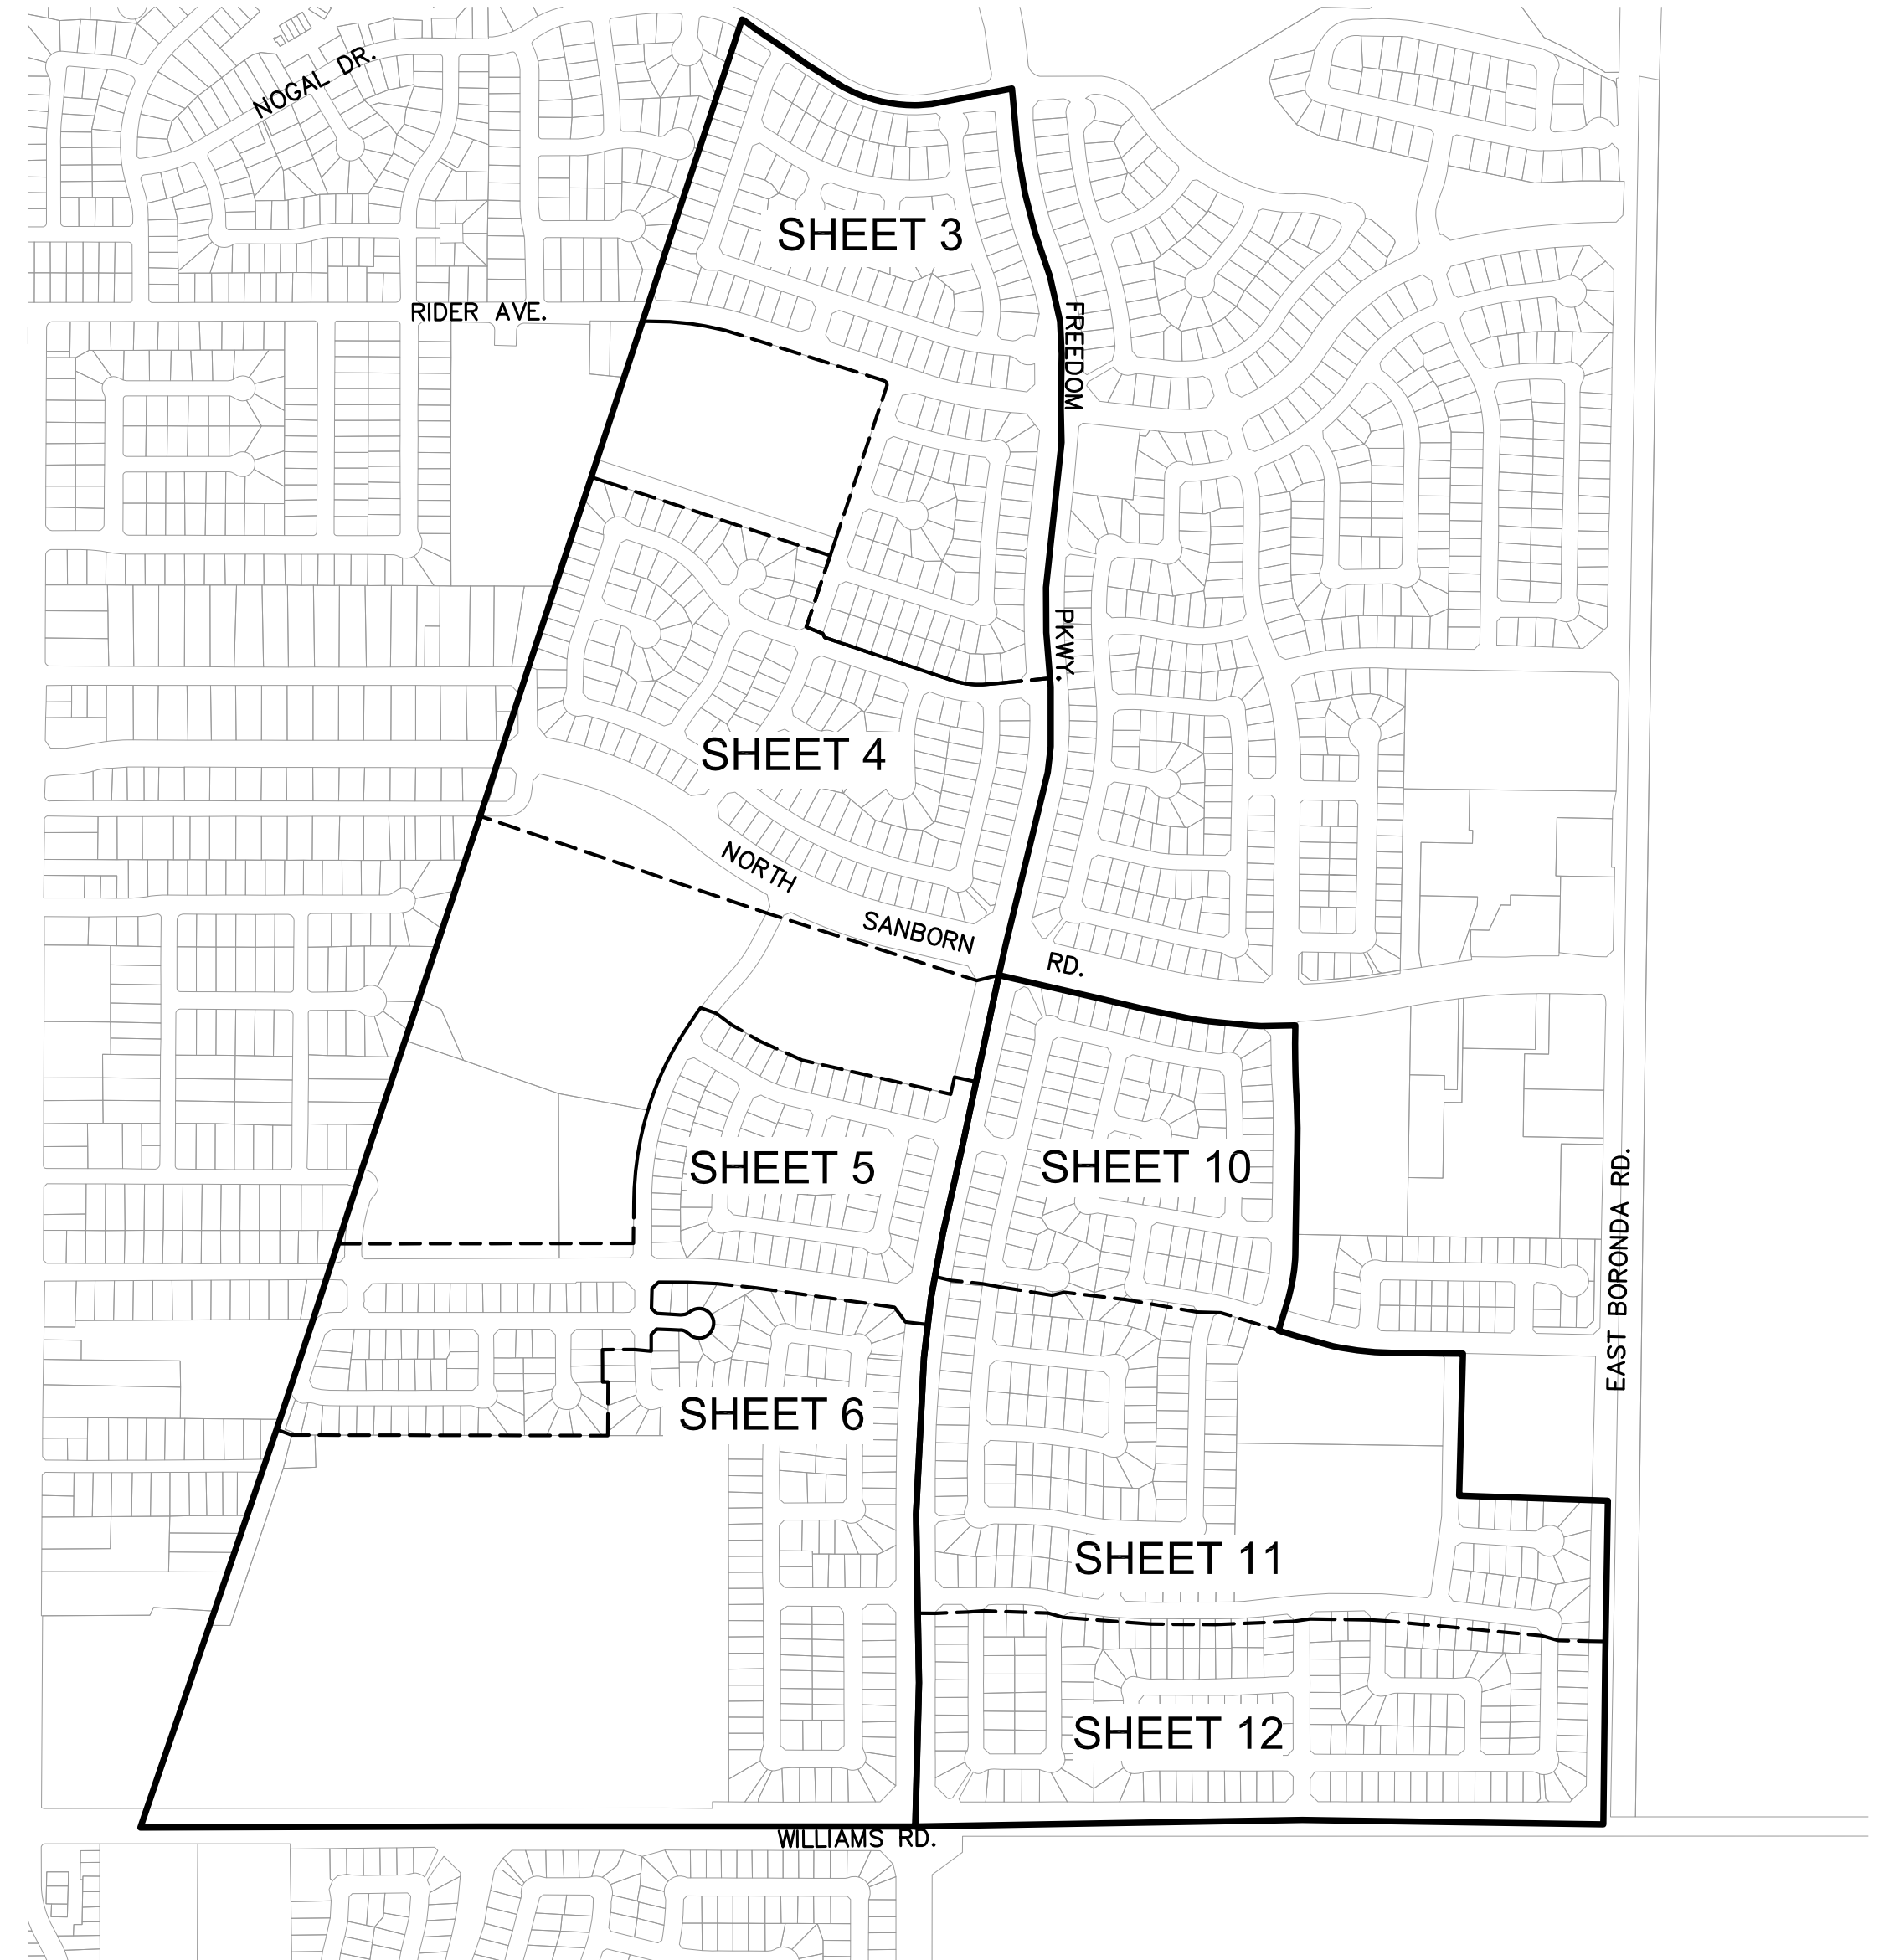 NOGAL DR.
SHEET 3
RIDER AVE.
FREEDOM
PKWY.
SHEET 4
NORTH
SANBORN
RD.
SHEET 5
SHEET 10
EAST BORONDA RD.
SHEET 6
SHEET 11
SHEET 12
WILLIAMS RD.